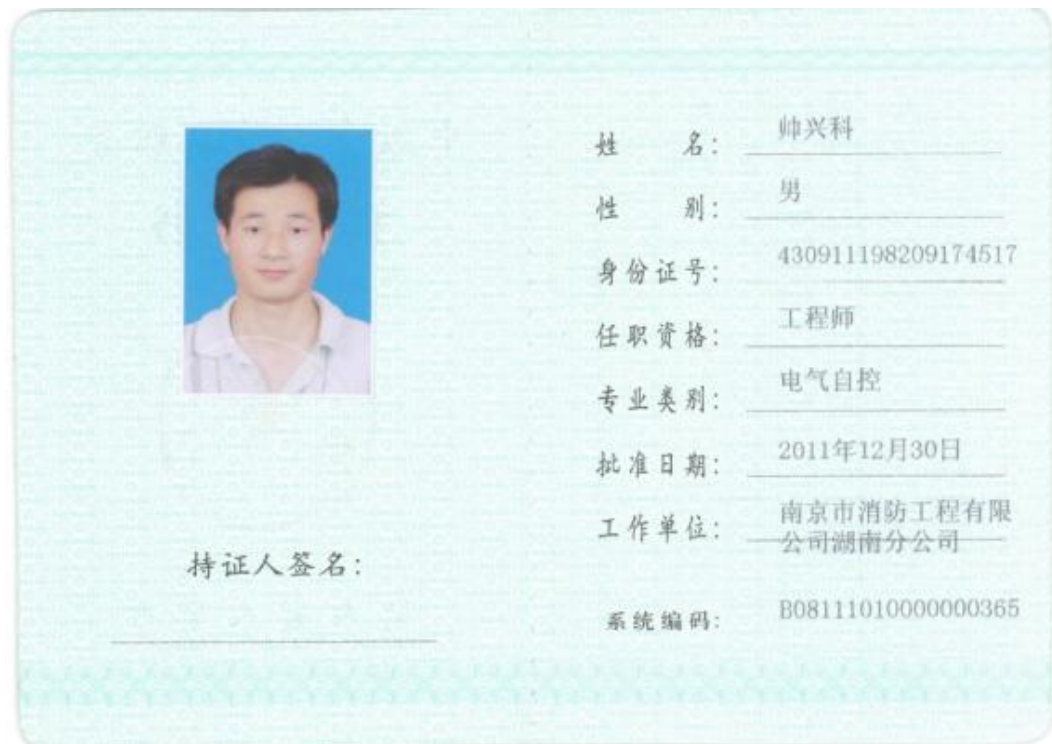 姓 名: 帅兴科
性 别: 男
身份证号: 430911198209174517
任职资格: 工程师
专业类别: 电气自控
批准日期: 2011年12月30日
工作单位: 南京市消防工程有限
公司湖南分公司
持证人签名:
系统编码: B08111010000000365